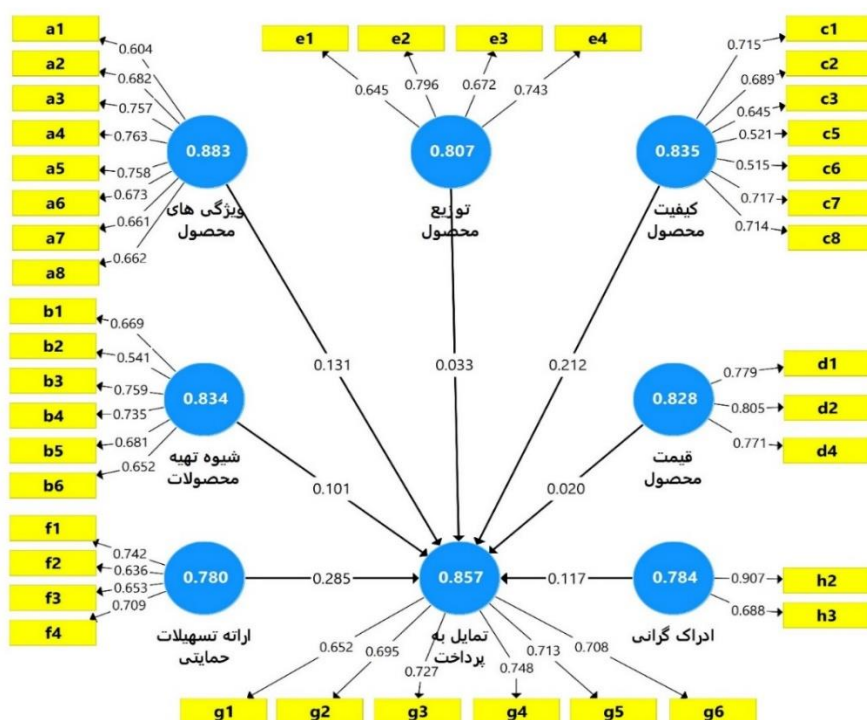 a1
a2
a3
a4
a5
a6
a7
a8
0.604
0.682
0.757
0.763
0.758
0.673
0.661
0.662
0.883
ویژگی های
محصول
e1
e2
e3
e4
0.645
0.796
0.672
0.743
0.807
توزیع
محصول
c1
c2
c3
c5
c6
c7
c8
0.715
0.689
0.645
0.521
0.515
0.717
0.714
0.835
کیفیت
محصول
b1
b2
b3
b4
b5
b6
0.669
0.541
0.759
0.735
0.681
0.652
0.834
شیوه تهیه
محصولات
0.131
0.033
0.212
0.101
0.020
d1
d2
d4
0.779
0.805
0.771
0.828
قیمت
محصول
f1
f2
f3
f4
0.742
0.636
0.653
0.709
0.780
ارائه تسهیلات
حمایتی
0.285
0.857
تمایل به
پرداخت
0.117
0.784
ادراک گرانی
h2
h3
0.907
0.688
0.652
0.695
0.727
0.748
0.713
0.708
g1
g2
g3
g4
g5
g6